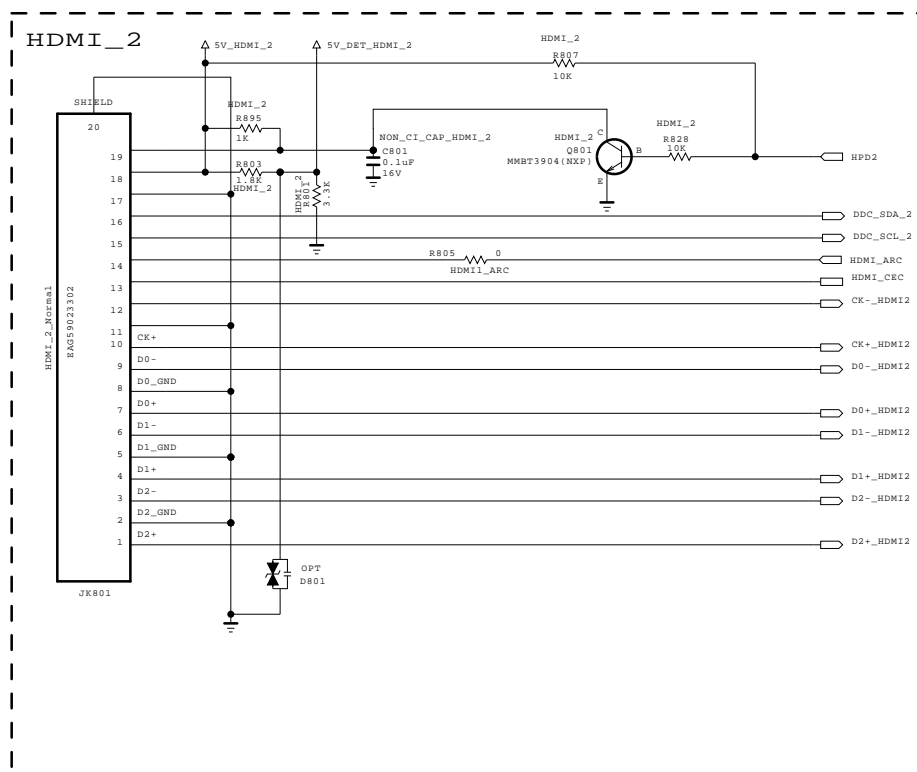 HDMI_2
5V_HDMI_2
5V_DET_HDMI_2
HDMI_2
R807
10K
SHIELD
20
HDMI_2
R895
1K
NON_CI_CAP_HDMI_2
C801
0.1uF
16V
HDMI_2
Q801
MMBT3904(NXP)
C
B
E
HDMI_2
R828
10K
HPD2
19
18
R803
1.8K
HDMI_2
HDMI_2
R801
3.3K
17
16
DDC_SDA_2
15
DDC_SCL_2
14
R805 0
HDMI1_ARC
HDMI_ARC
13
HDMI_CEC
12
CK-_HDMI2
11
10
CK+
CK+_HDMI2
9
D0-
D0-_HDMI2
8
D0_GND
7
D0+
D0+_HDMI2
6
D1-
D1-_HDMI2
5
D1_GND
4
D1+
D1+_HDMI2
3
D2-
D2-_HDMI2
2
D2_GND
1
D2+
D2+_HDMI2
HDMI_2_Normal
EAG59023302
JK801
OPT
D801